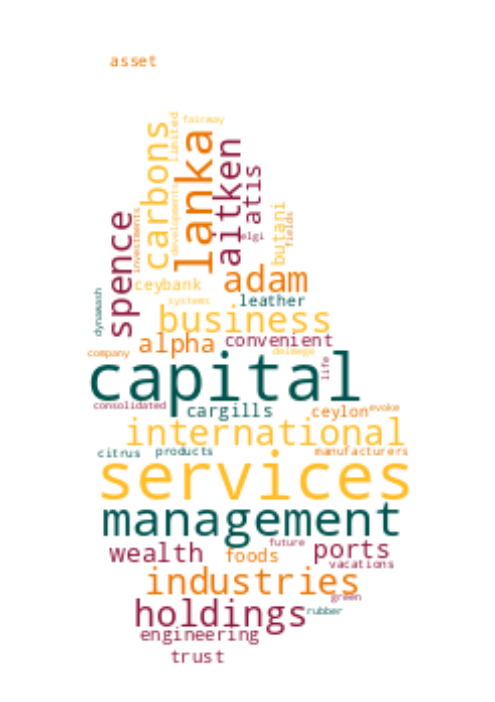 asset
fairway
limited
carbons
lanka
aitken
atis
developments
investments
spence
butani
fields
elgi
adam
ceybank
systems
leather
dynawash
business
alpha
convenient
company
delmege
capital
life
consolidated
cargills
ceylon
evoke
international
citrus
products
manufacturers
services
management
future
wealth
foods
ports
vacations
industries
green
holdings
rubber
engineering
trust